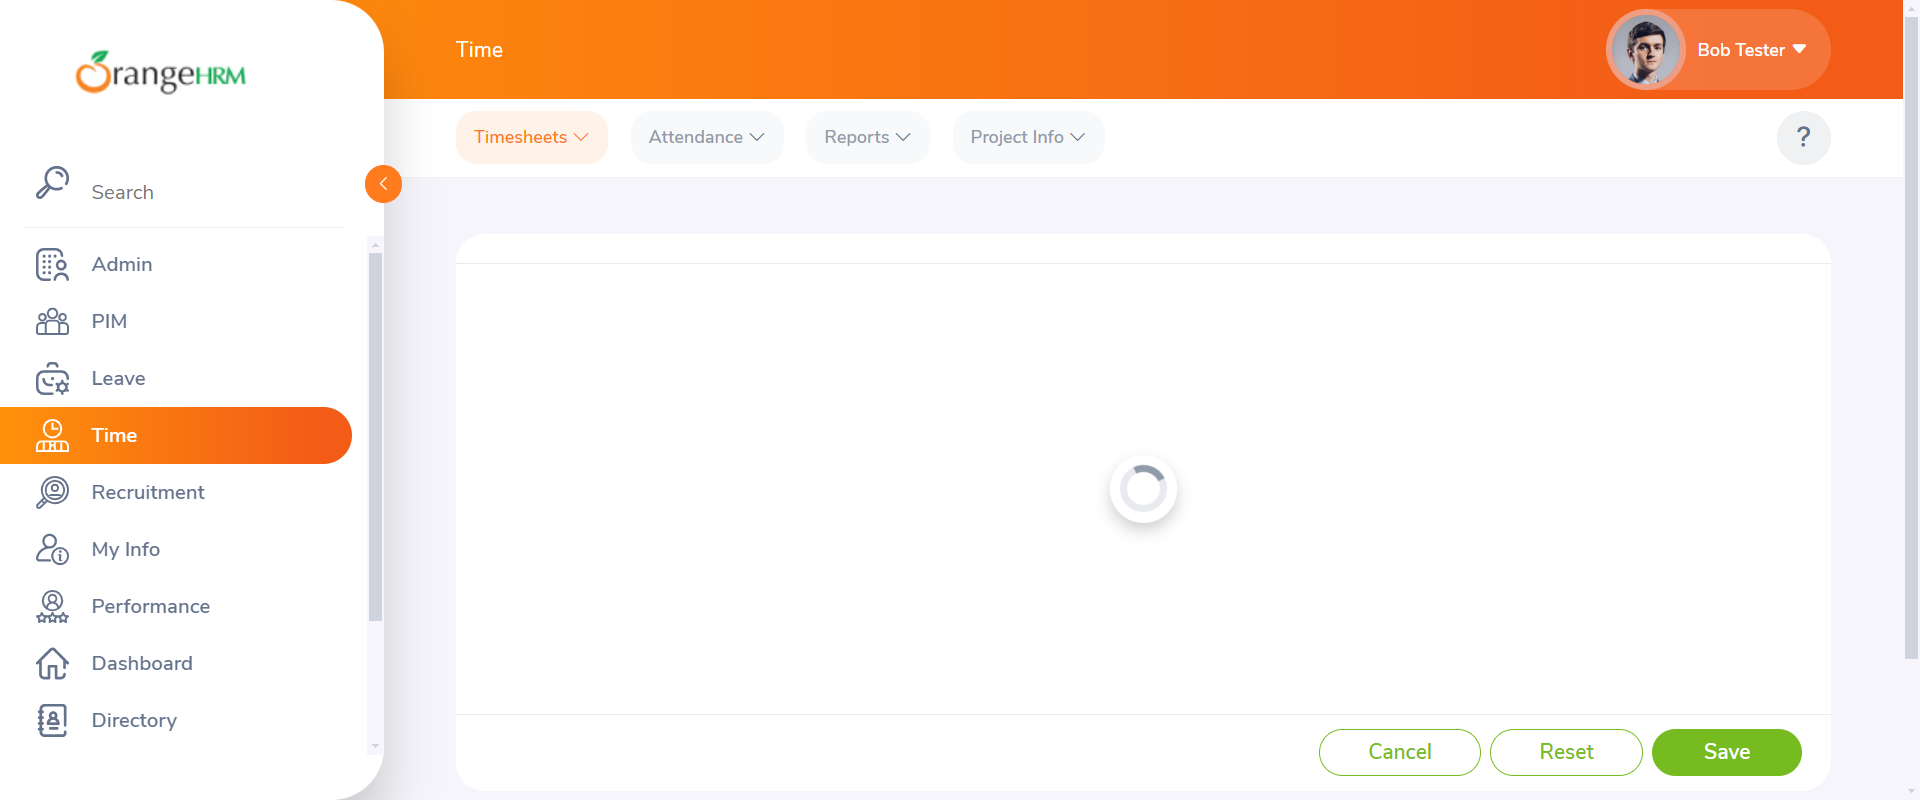 OrangeHRM
Time
Bob Tester
Timesheets
Attendance
Reports
Project Info
?
Search
Admin
PIM
Leave
Time
Recruitment
My Info
Performance
Dashboard
Directory
Cancel
Reset
Save